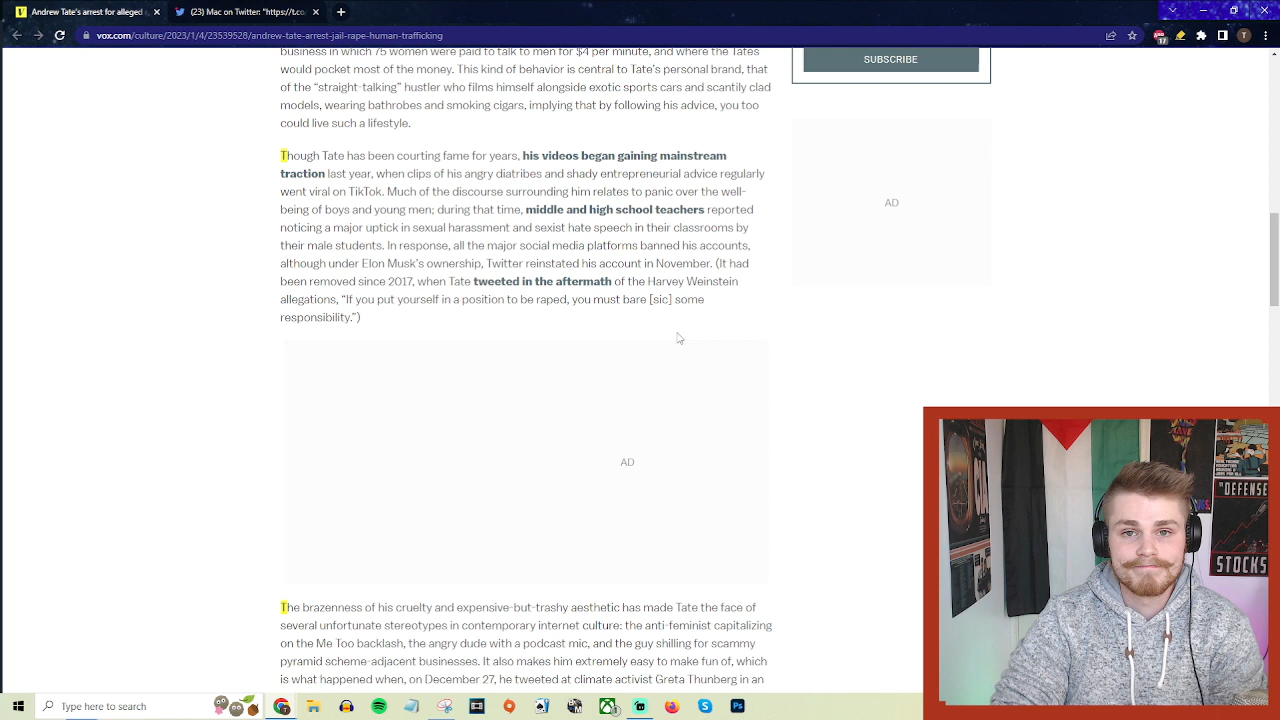 Andrew Tate's arrest for alleged
(23) Mac on Twitter: "https://t.co
vox.com/culture/2023/1/4/23539528/andrew-tate-arrest-jail-rape-human-trafficking
17
T
business in which 75 women were paid to talk to men for $4 per minute, and where the Tates
would pocket most of the money. This kind of behavior is central to Tate's personal brand, that
of the “straight-talking” hustler who films himself alongside exotic sports cars and scantily clad
models, wearing bathrobes and smoking cigars, implying that by following his advice, you too
could live such a lifestyle.
SUBSCRIBE
Though Tate has been courting fame for years, his videos began gaining mainstream
traction last year, when clips of his angry diatribes and shady entrepreneurial advice regularly
went viral on TikTok. Much of the discourse surrounding him relates to panic over the well-
being of boys and young men; during that time, middle and high school teachers reported
noticing a major uptick in sexual harassment and sexist hate speech in their classrooms by
their male students. In response, all the major social media platforms banned his accounts,
although under Elon Musk's ownership, Twitter reinstated his account in November. (It had
been removed since 2017, when Tate tweeted in the aftermath of the Harvey Weinstein
allegations, “If you put yourself in a position to be raped, you must bare [sic] some
responsibility.”)
AD
AD
The brazenness of his cruelty and expensive-but-trashy aesthetic has made Tate the face of
several unfortunate stereotypes in contemporary internet culture: the anti-feminist capitalizing
on the Me Too backlash, the angry dude with a podcast mic, and the guy shilling for scammy
pyramid scheme-adjacent businesses. It also makes him extremely easy to make fun of, which
is what happened when, on December 27, he tweeted at climate activist Greta Thunberg in an
"DEFENSE
STOCKS
Type here to search